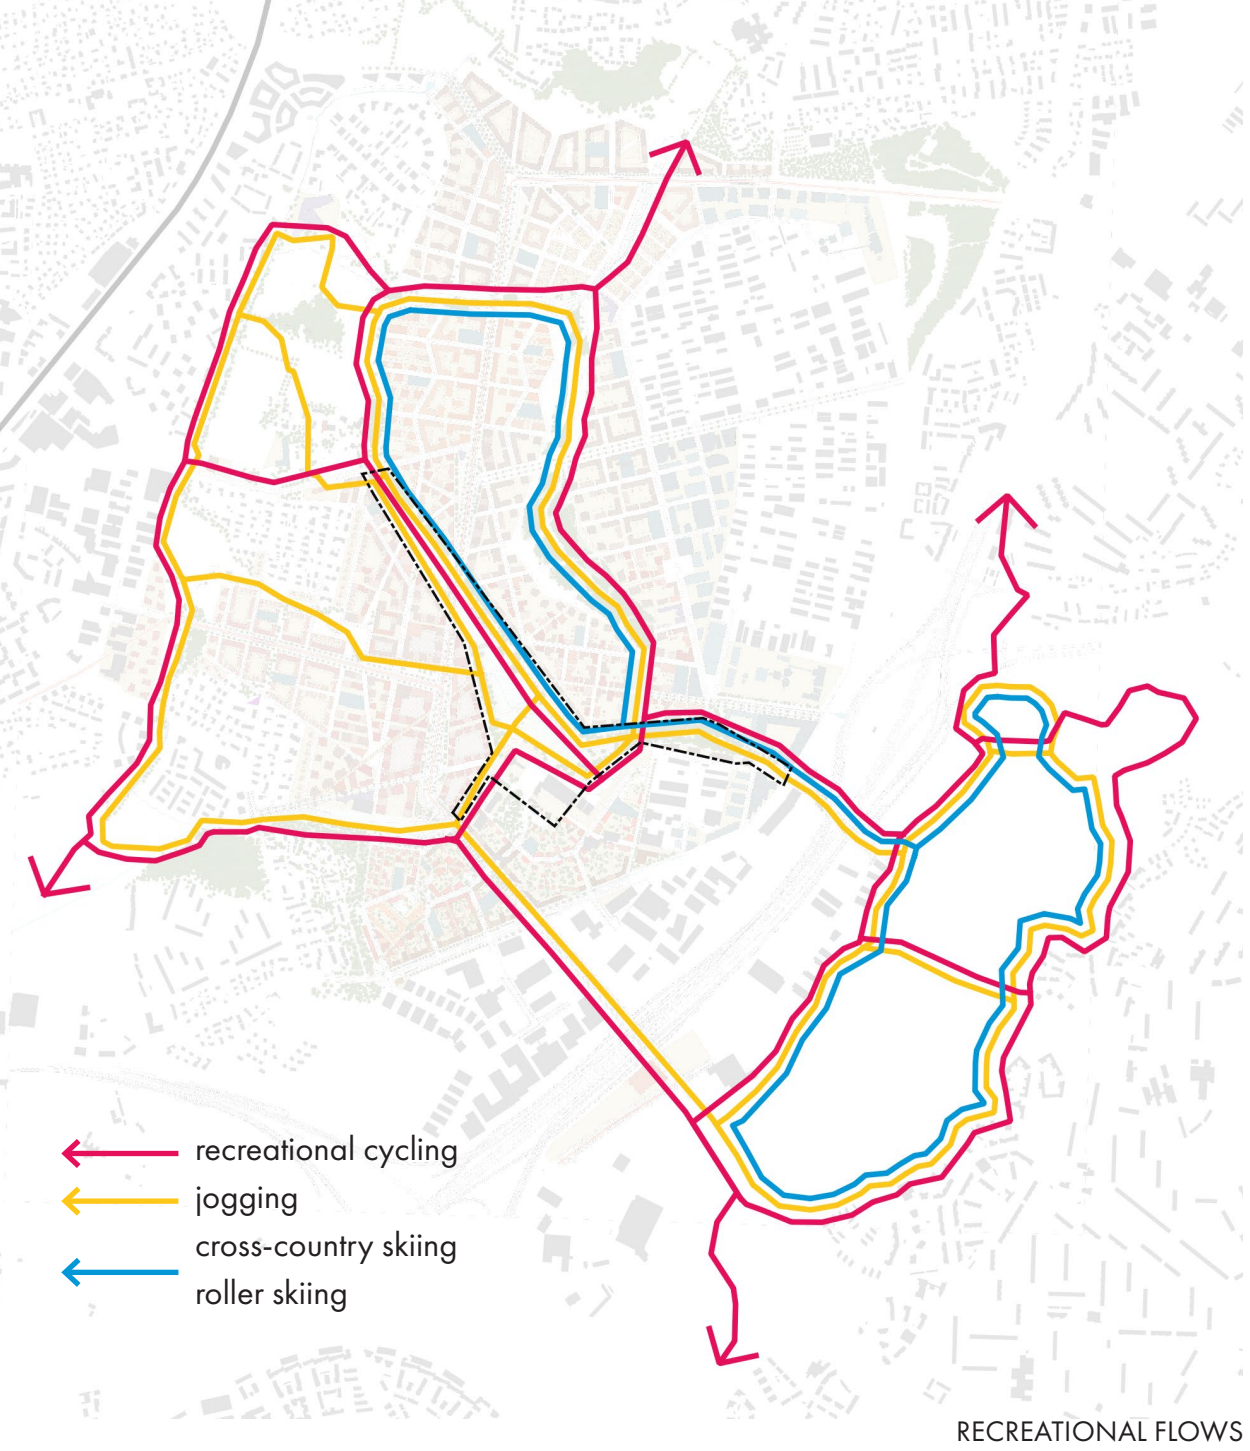 recreational cycling
jogging
cross-country skiing
roller skiing
RECREATIONAL FLOWS